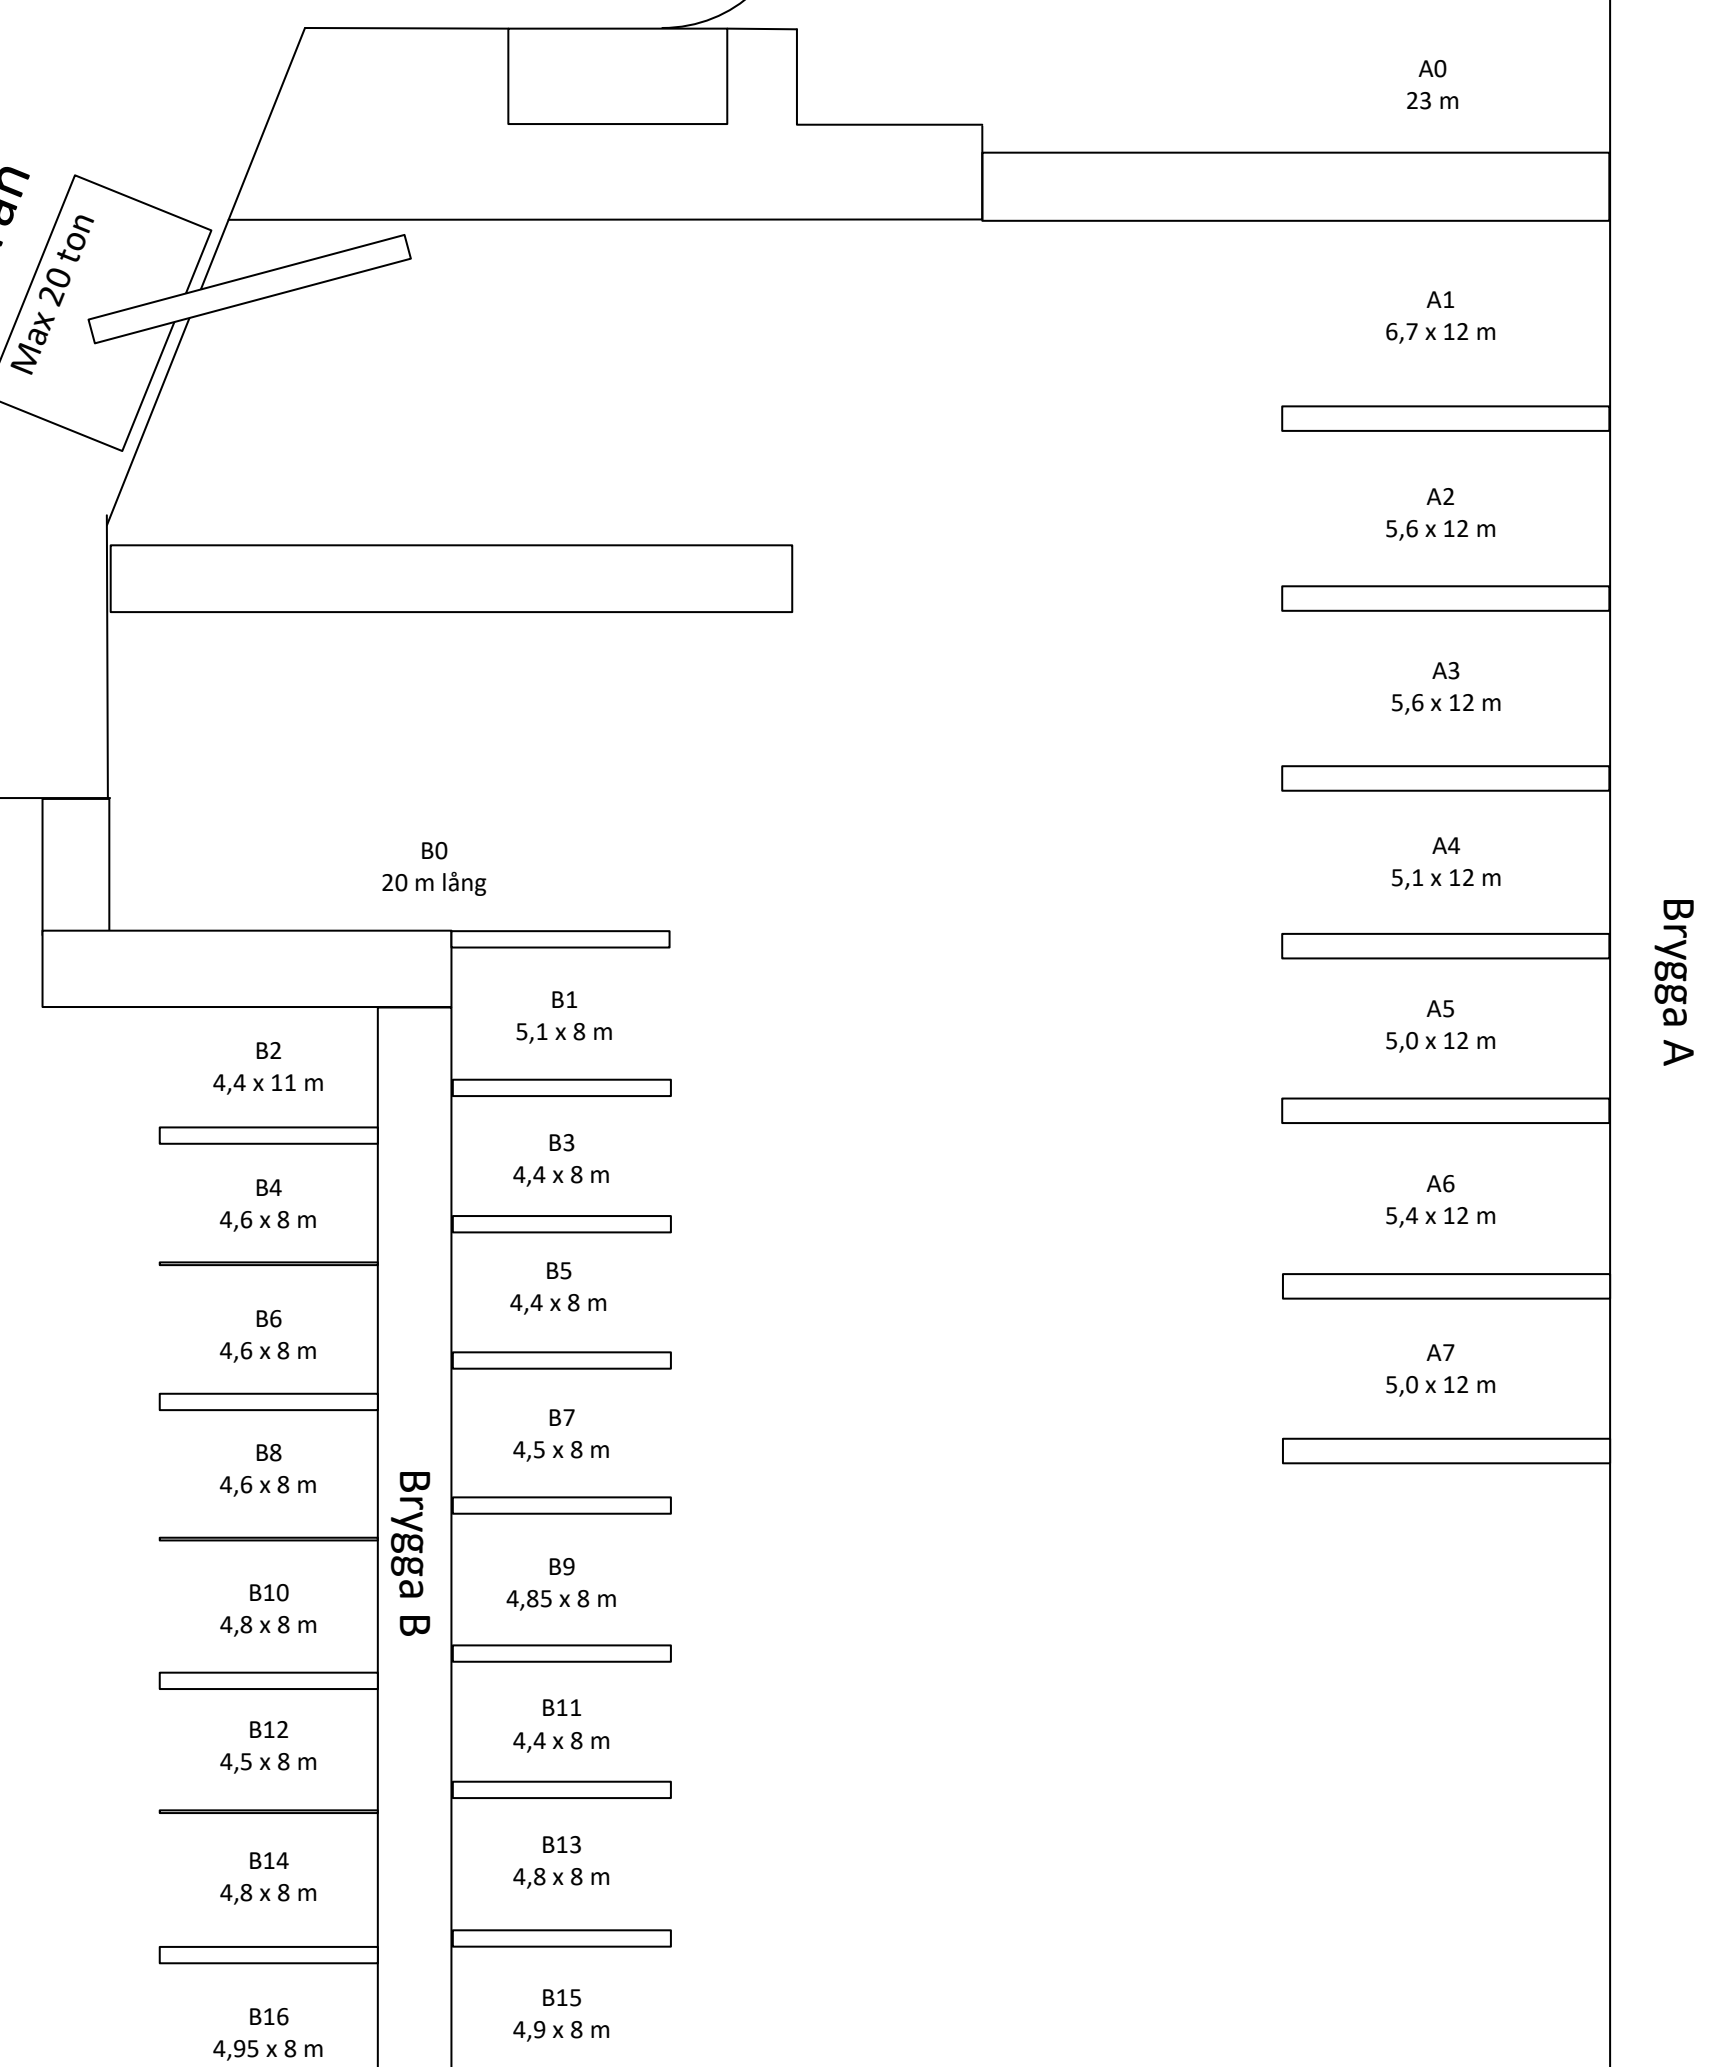 A0
23 m
Max 20 ton
A1
6,7 x 12 m
A2
5,6 x 12 m
A3
5,6 x 12 m
A4
5,1 x 12 m
B0
20 m lång
Brygga A
A5
5,0 x 12 m
B1
5,1 x 8 m
B2
4,4 x 11 m
B3
4,4 x 8 m
A6
5,4 x 12 m
B4
4,6 x 8 m
B5
4,4 x 8 m
B6
4,6 x 8 m
A7
5,0 x 12 m
B7
4,5 x 8 m
B8
4,6 x 8 m
Brygga B
B9
4,85 x 8 m
B10
4,8 x 8 m
B11
4,4 x 8 m
B12
4,5 x 8 m
B13
4,8 x 8 m
B14
4,8 x 8 m
B15
4,9 x 8 m
B16
4,95 x 8 m